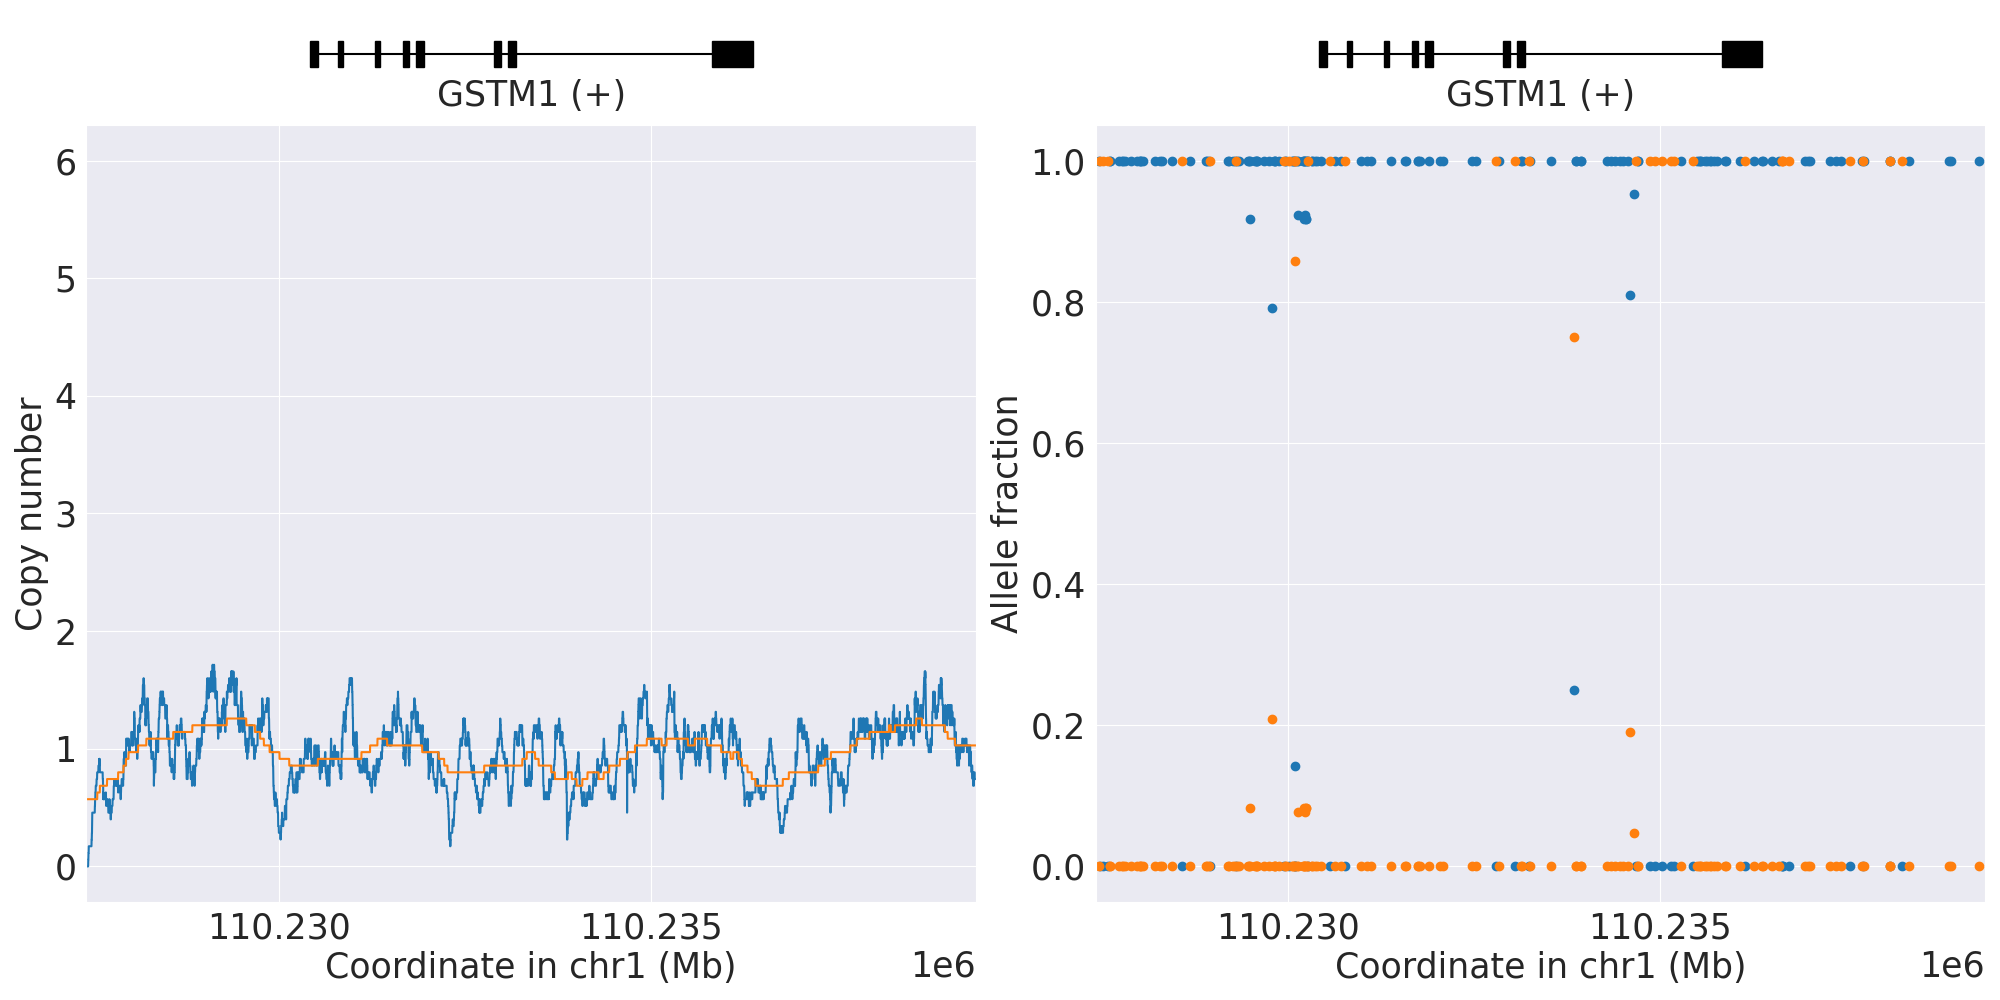 GSTM1 (+)
6
5
4
3
2
1
0
Copy number
110.230
110.235
Coordinate in chr1 (Mb)
1e6
GSTM1 (+)
1.0
0.8
0.6
0.4
0.2
0.0
Allele fraction
110.230
110.235
Coordinate in chr1 (Mb)
1e6